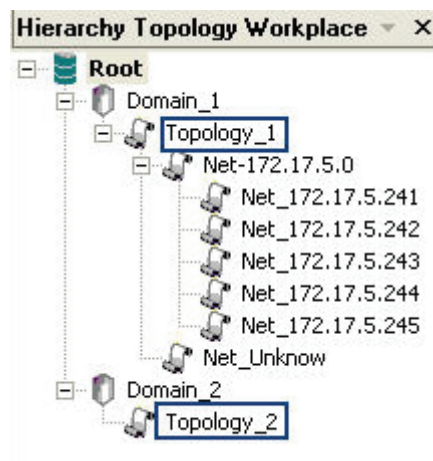 Hierarchy Topology Workplace
Root
Domain_1
Topology_1
Net-172.17.5.0
Net_172.17.5.241
Net_172.17.5.242
Net_172.17.5.243
Net_172.17.5.244
Net_172.17.5.245
Net_Unknow
Domain_2
Topology_2